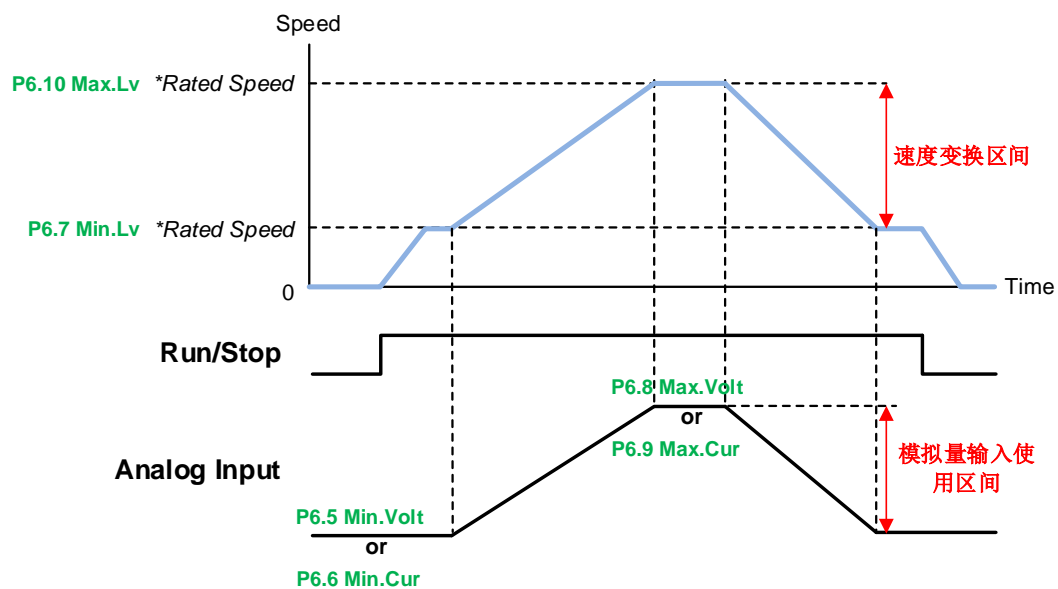 Speed
P6.10 Max.Lv *Rated Speed
速度变换区间
P6.7 Min.Lv *Rated Speed
0
Time
Run/Stop
P6.8 Max.Volt
or
P6.9 Max.Cur
Analog Input
模拟量输入使
用区间
P6.5 Min.Volt
or
P6.6 Min.Cur